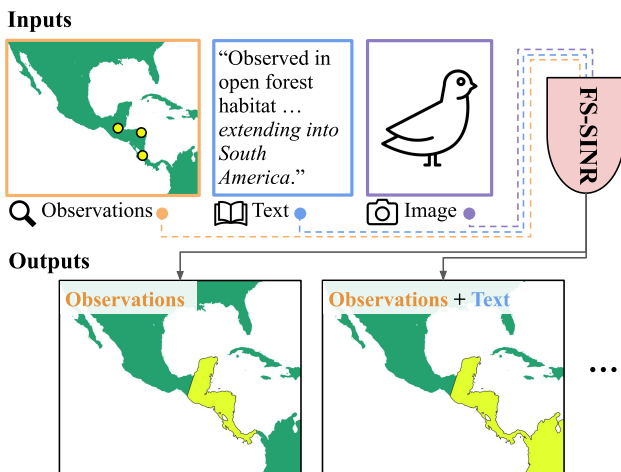 Inputs
“Observed in
open forest
habitat ...
extending into
South
America.”
FS-SINR
Observations
Text
Image
Outputs
Observations
Observations + Text
...